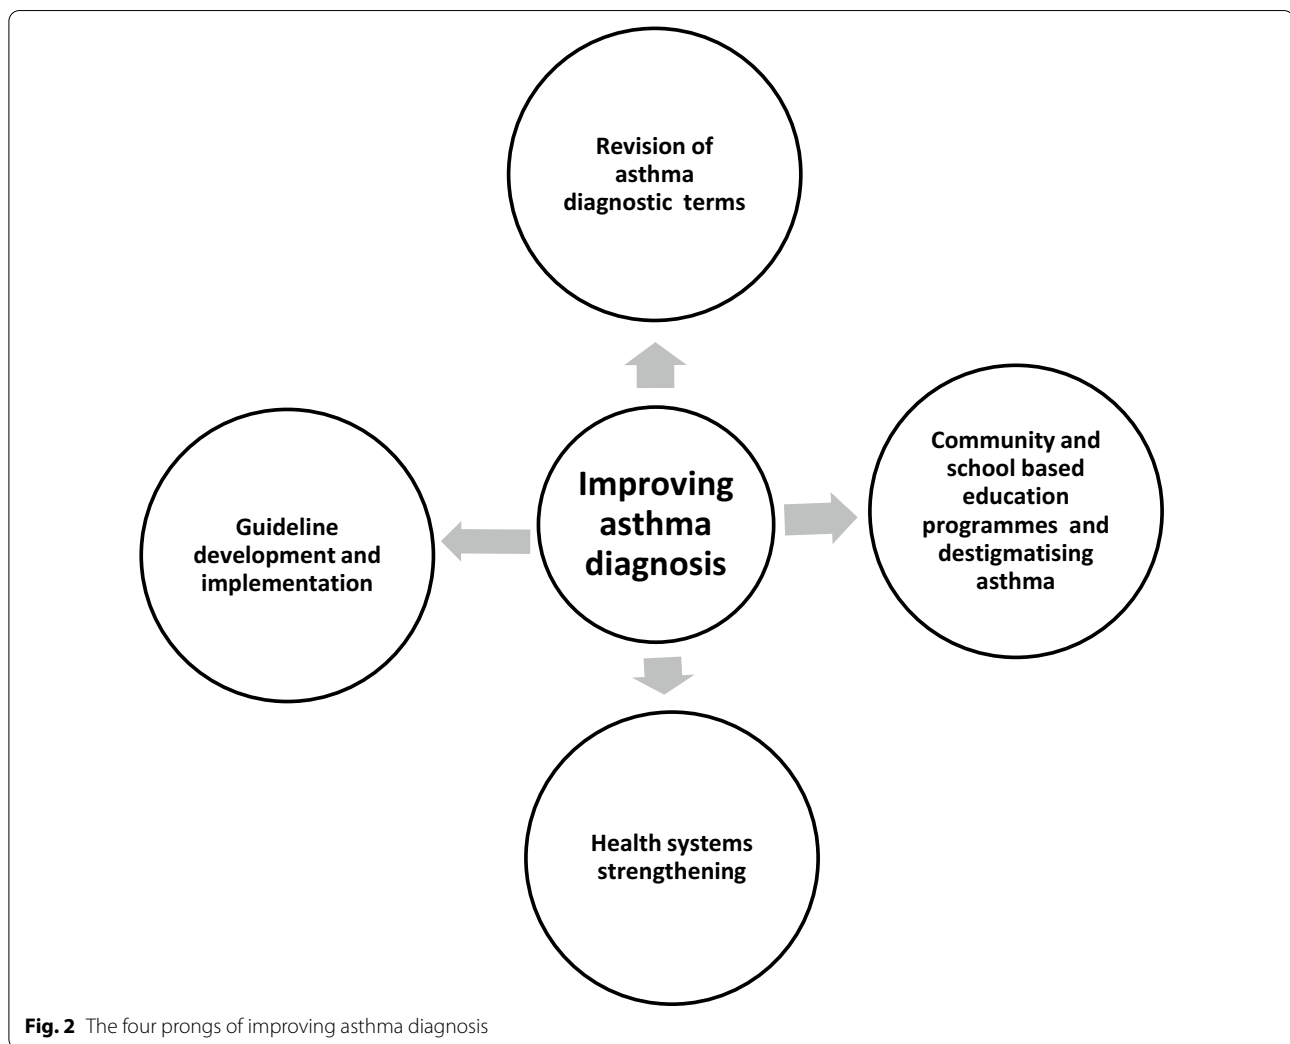 Revision of
asthma
diagnostic terms
Community and
school based
education
programmes and
destigmatising
asthma
Improving
asthma
diagnosis
Guideline
development and
implementation
Health systems
strengthening
Fig. 2 The four prongs of improving asthma diagnosis